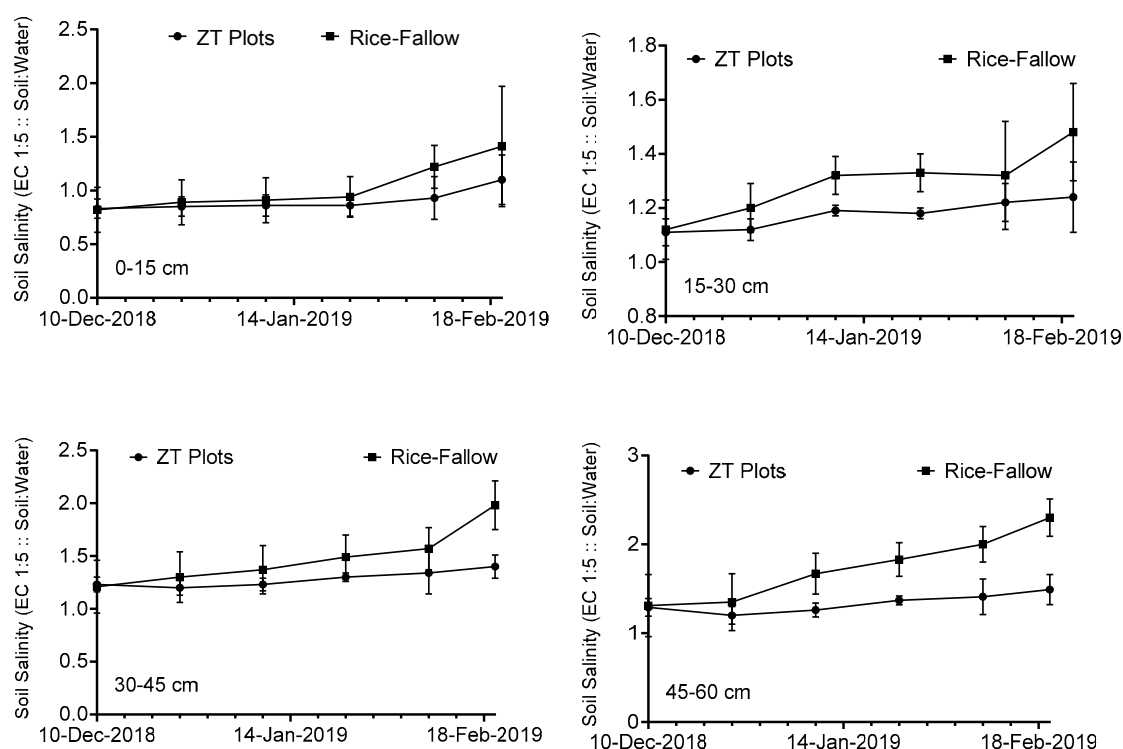 Soil Salinity (EC 1:5 :: Soil:Water)
ZT Plots
Rice-Fallow
2.5
2.0
1.5
1.0
0.5
0.0
0-15 cm
10-Dec-2018
14-Jan-2019
18-Feb-2019
Soil Salinity (EC 1:5 :: Soil:Water)
ZT Plots
Rice-Fallow
1.8
1.6
1.4
1.2
1.0
0.8
15-30 cm
10-Dec-2018
14-Jan-2019
18-Feb-2019
Soil Salinity (EC 1:5 :: Soil:Water)
ZT Plots
Rice-Fallow
2.5
2.0
1.5
1.0
0.5
0.0
30-45 cm
10-Dec-2018
14-Jan-2019
18-Feb-2019
Soil Salinity (EC 1:5 :: Soil:Water)
ZT Plots
Rice-Fallow
3
2
1
0
45-60 cm
10-Dec-2018
14-Jan-2019
18-Feb-2019